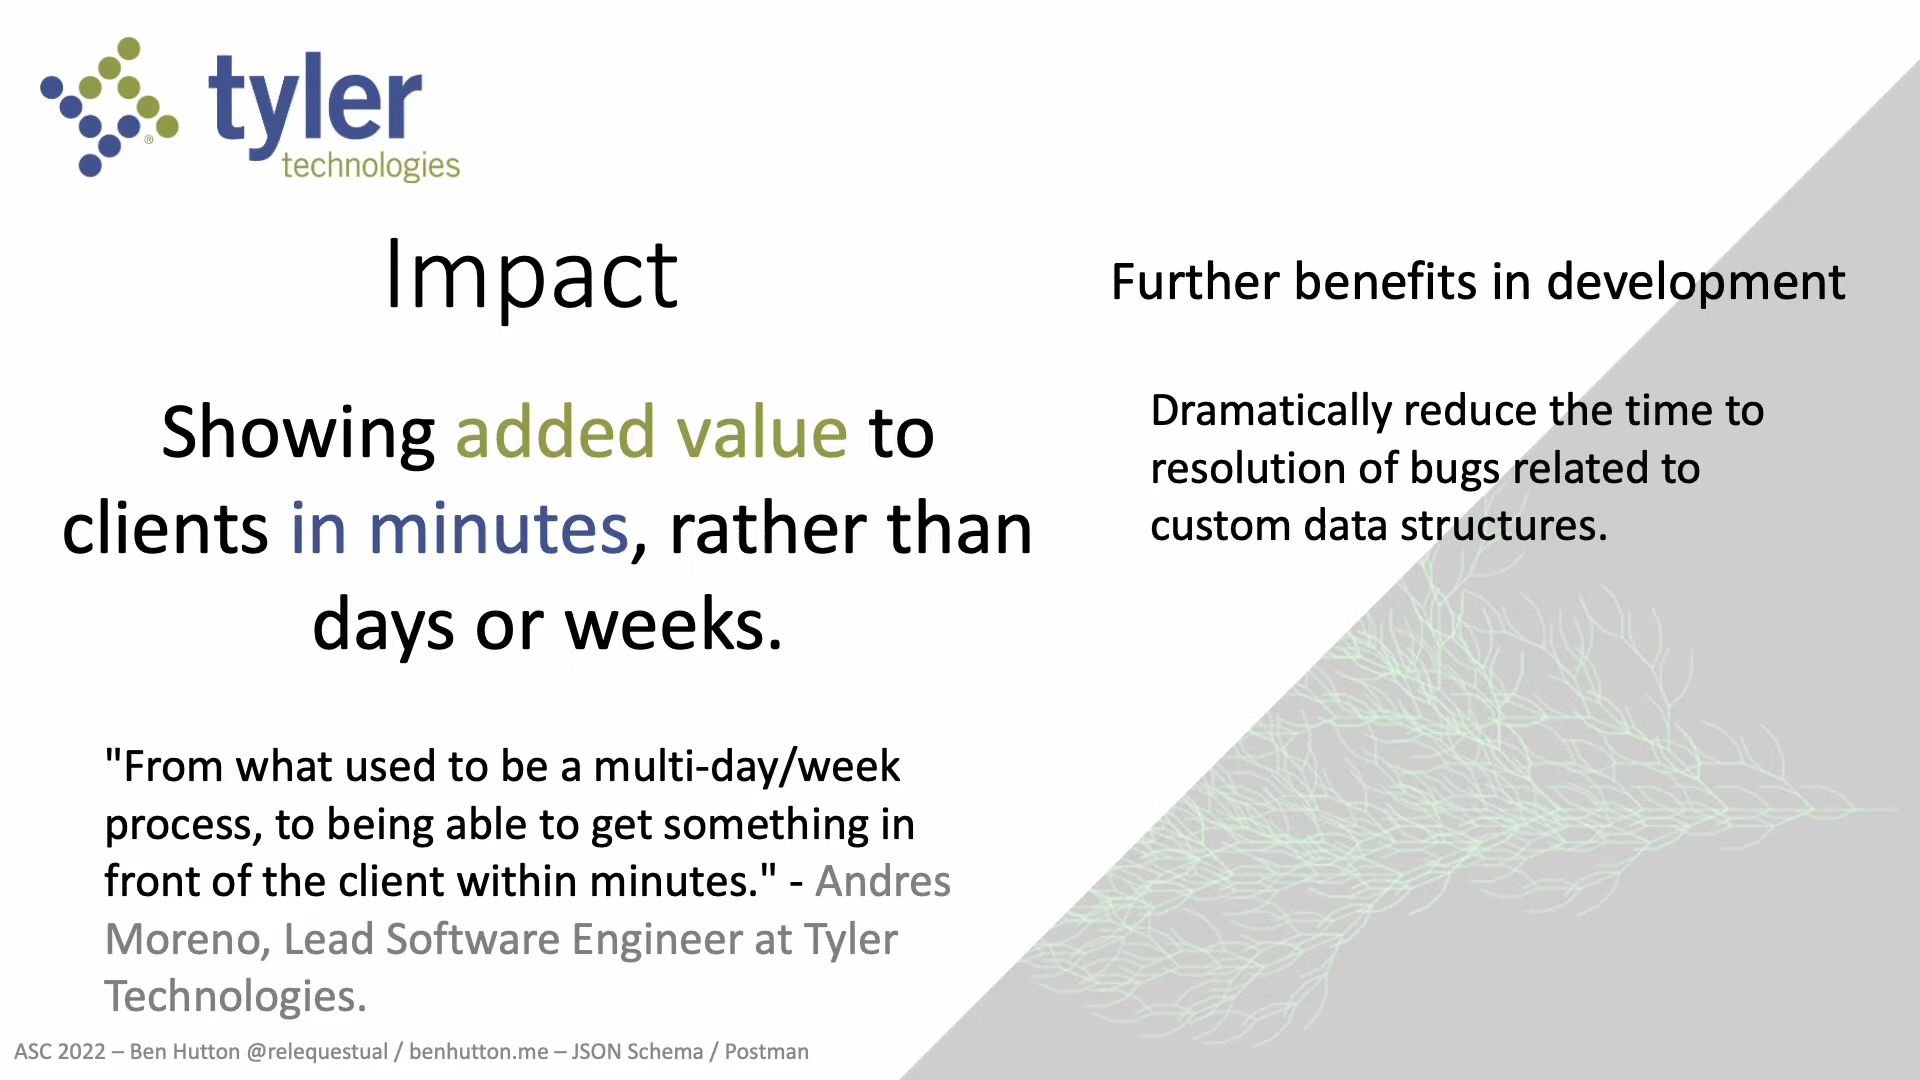 tyler
technologies
®
Impact
Showing added value to
clients in minutes, rather than
days or weeks.
"From what used to be a multi-day/week
process, to being able to get something in
front of the client within minutes." - Andres
Moreno, Lead Software Engineer at Tyler
Technologies.
Further benefits in development
Dramatically reduce the time to
resolution of bugs related to
custom data structures.
ASC 2022 – Ben Hutton @relequestual / benhutton.me – JSON Schema / Postman